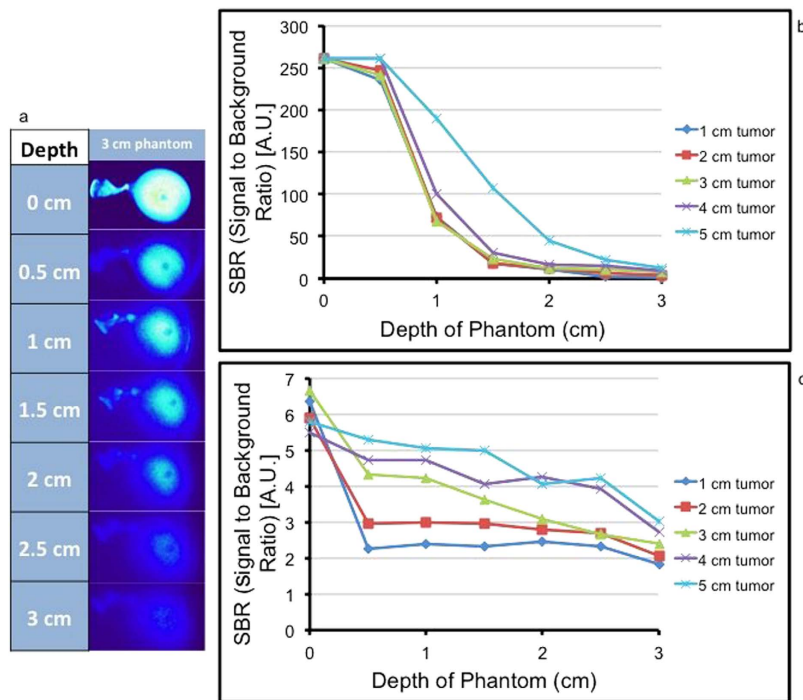 a
Depth
3 cm phantom
0 cm
0.5 cm
1 cm
1.5 cm
2 cm
2.5 cm
3 cm
b
SBR (Signal to Background
Ratio) [A.U.]
300
250
200
150
100
50
0
0
1
2
3
Depth of Phantom (cm)
1 cm tumor
2 cm tumor
3 cm tumor
4 cm tumor
5 cm tumor
c
SBR (Signal to Background
Ratio) [A.U.]
7
6
5
4
3
2
1
0
0
1
2
3
Depth of Phantom (cm)
1 cm tumor
2 cm tumor
3 cm tumor
4 cm tumor
5 cm tumor